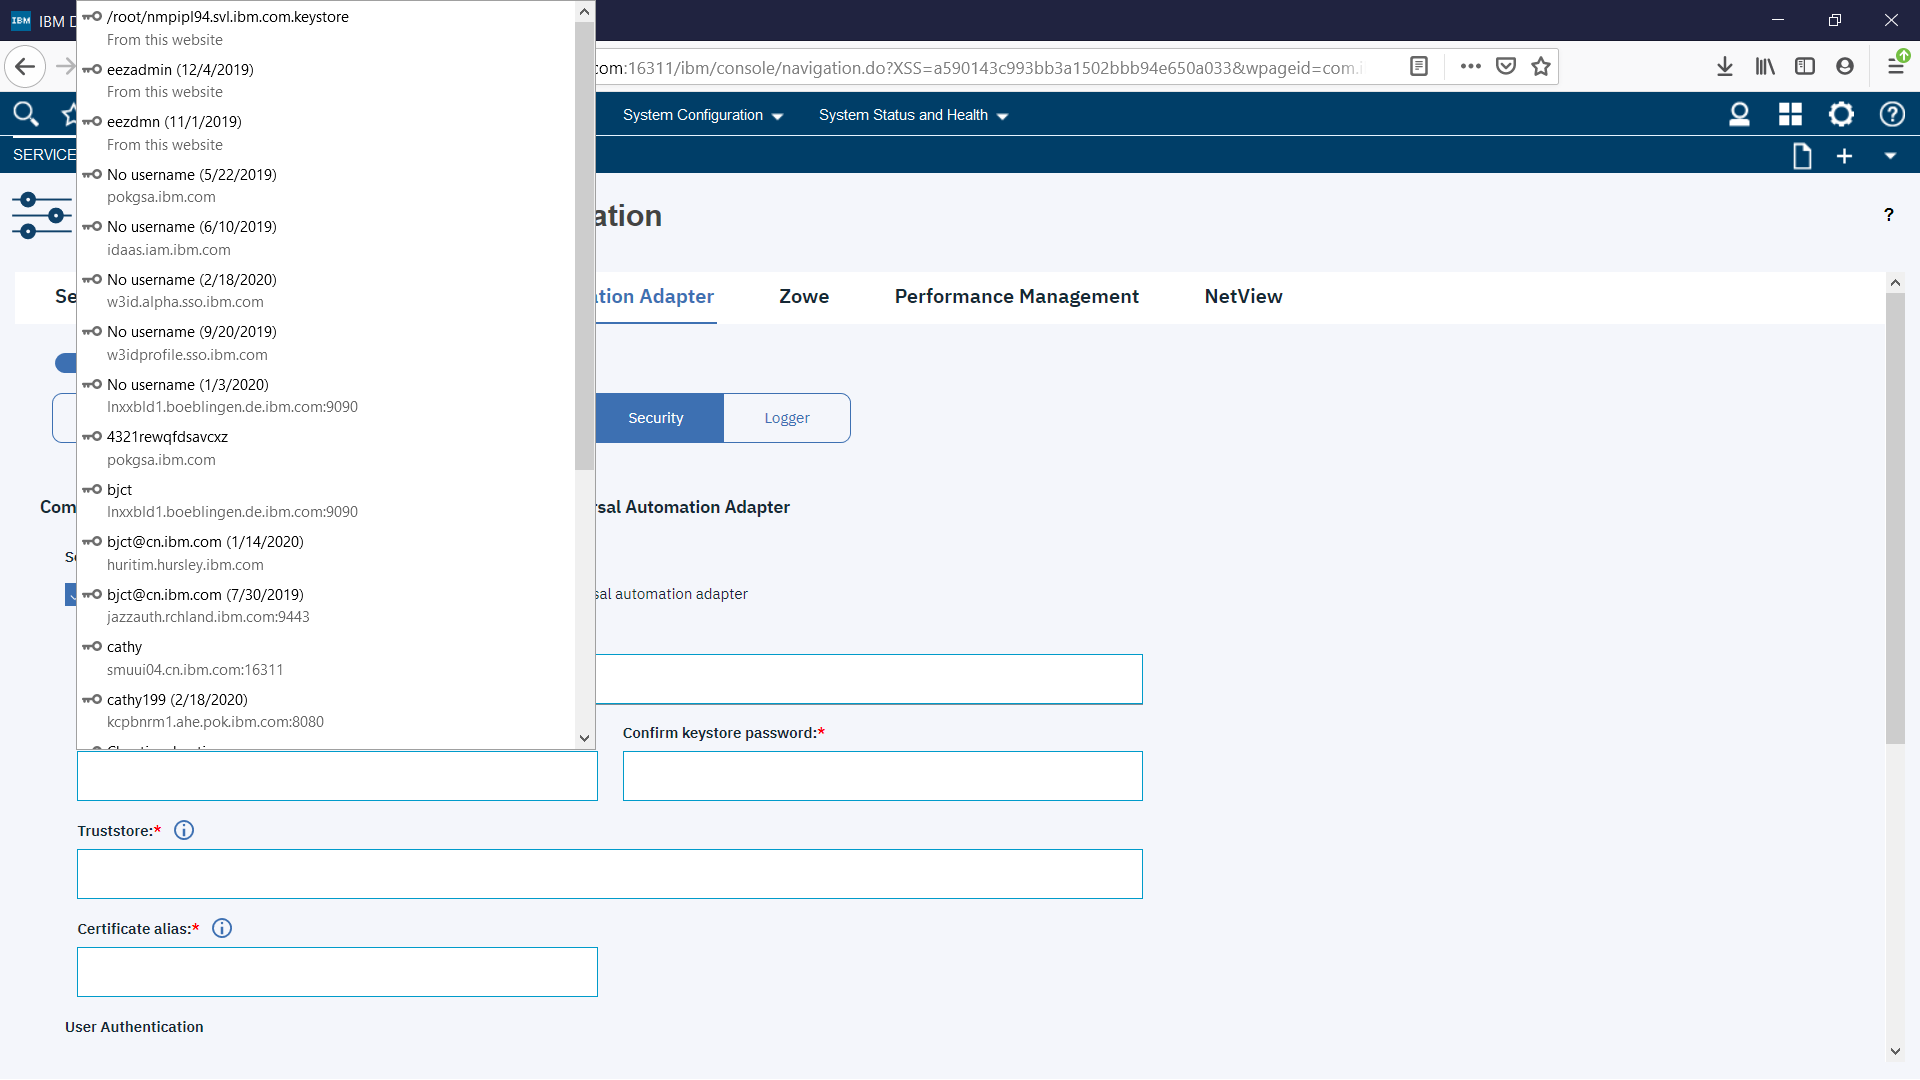 IBM IBM D
com:16311/ibm/console/navigation.do?XSS=a590143c993bb3a1502bbb94e650a033&wpageid=com.i
System Configuration
System Status and Health
SERVICE
ation
?
Se
ation Adapter
Zowe
Performance Management
NetView
Security
Logger
/root/nmpipl94.svl.ibm.com.keystore
From this website
eezadmin (12/4/2019)
From this website
eezdmn (11/1/2019)
From this website
No username (5/22/2019)
pokgsa.ibm.com
No username (6/10/2019)
idaas.iam.ibm.com
No username (2/18/2020)
w3id.alpha.sso.ibm.com
No username (9/20/2019)
w3idprofile.sso.ibm.com
No username (1/3/2020)
lnxxbld1.boeblingen.de.ibm.com:9090
4321rewqfdsavcxz
pokgsa.ibm.com
bjct
lnxxbld1.boeblingen.de.ibm.com:9090
bjct@cn.ibm.com (1/14/2020)
huritim.hursley.ibm.com
bjct@cn.ibm.com (7/30/2019)
jazzauth.rchland.ibm.com:9443
cathy
smuui04.cn.ibm.com:16311
cathy199 (2/18/2020)
kcpbnrm1.ahe.pok.ibm.com:8080
Com
rsal Automation Adapter
Se
sal automation adapter
Confirm keystore password:*
Truststore:*
Certificate alias:*
User Authentication